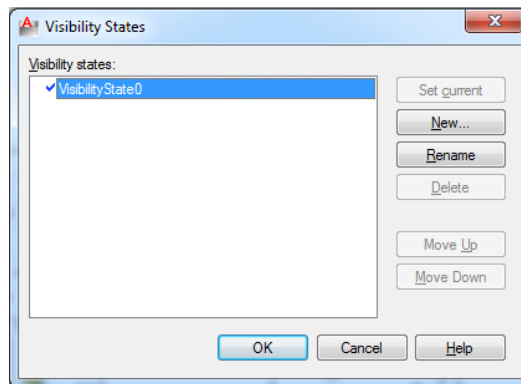 Visibility States
Visibility states:
VisibilityState0
Set current
New...
Rename
Delete
Move Up
Move Down
OK
Cancel
Help